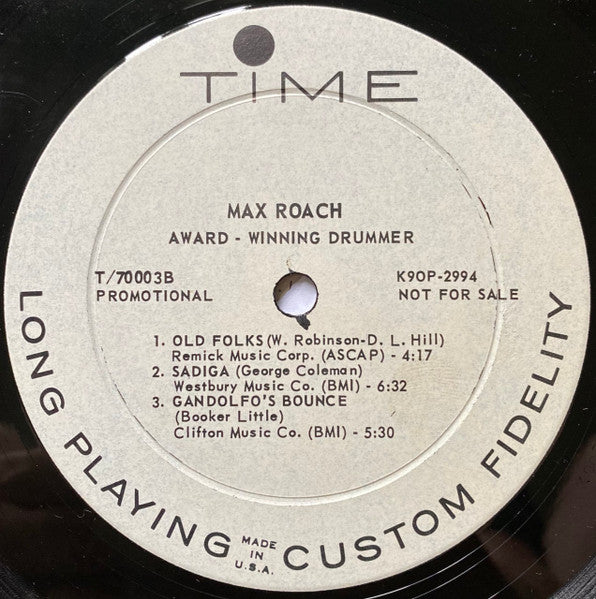 TIME
MAX ROACH
AWARD - WINNING DRUMMER
T/70003B
PROMOTIONAL
K90P-2994
NOT FOR SALE
1. OLD FOLKS (W. Robinson-D. L. Hill)
Remick Music Corp. (ASCAP) - 4:17
2. SADIGA (George Coleman)
Westbury Music Co. (BMI) - 6:32
3. GANDOLFO'S BOUNCE
(Booker Little)
Clifton Music Co. (BMI) - 5:30
LONG PLAYING CUSTOM FIDELITY
MADE
IN
U.S.A.